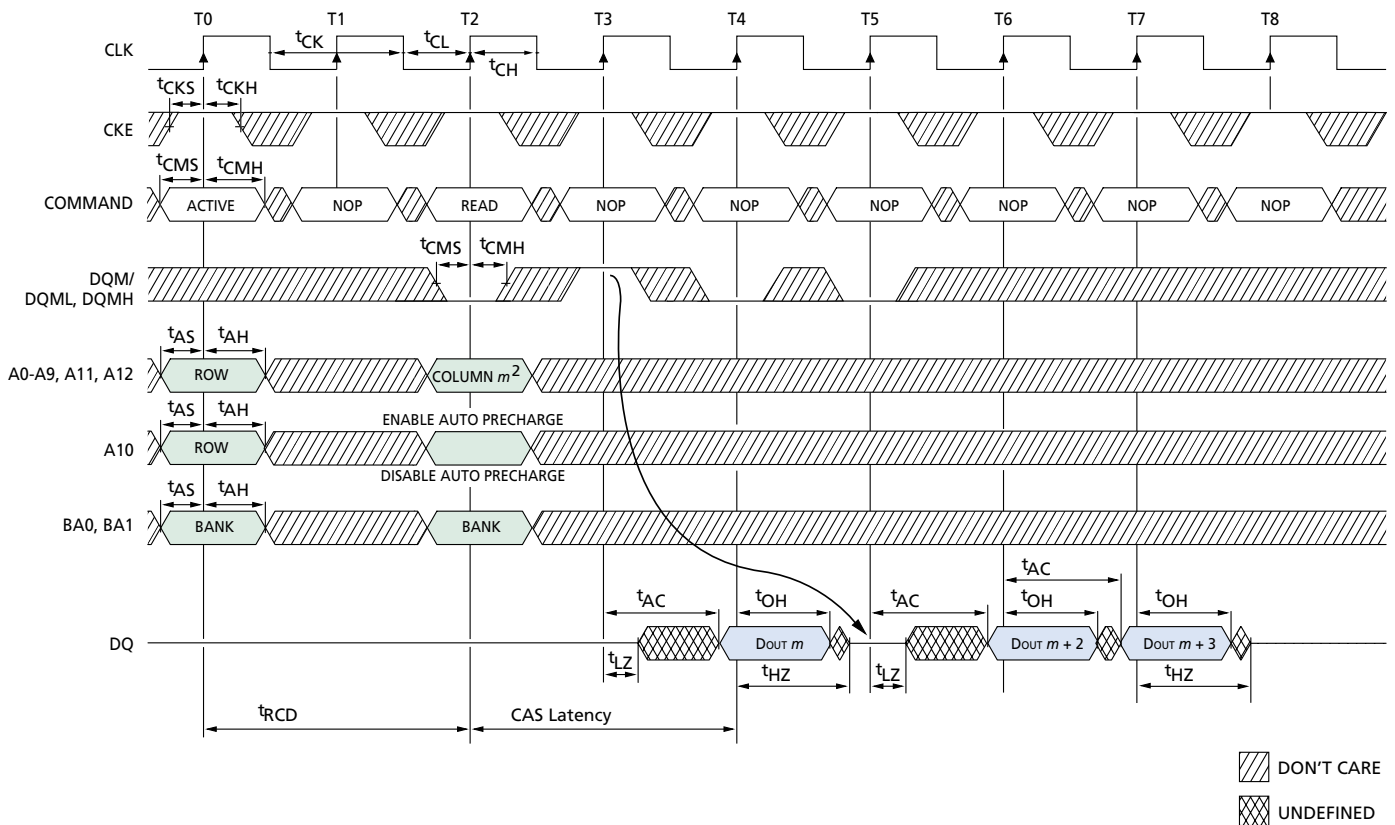 T0 T1 T2 T3 T4 T5 T6 T7 T8
CLK
tCK tCL
tCH
tCKS tCKH
CKE
tCMS tCMH
COMMAND ACTIVE NOP READ NOP NOP NOP NOP NOP NOP
tCMS tCMH
DQM/
DQML, DQMH
tAS tAH
A0-A9, A11, A12 ROW COLUMN m2
tAS tAH ENABLE AUTO PRECHARGE
A10 ROW
DISABLE AUTO PRECHARGE
tAS tAH
BA0, BA1 BANK BANK
tAC
tAC tOH tAC tOH tOH
DQ DOUT m DOUT m + 2 DOUT m + 3
tLZ tHZ tLZ tHZ
tRCD CAS Latency
DON'T CARE
UNDEFINED